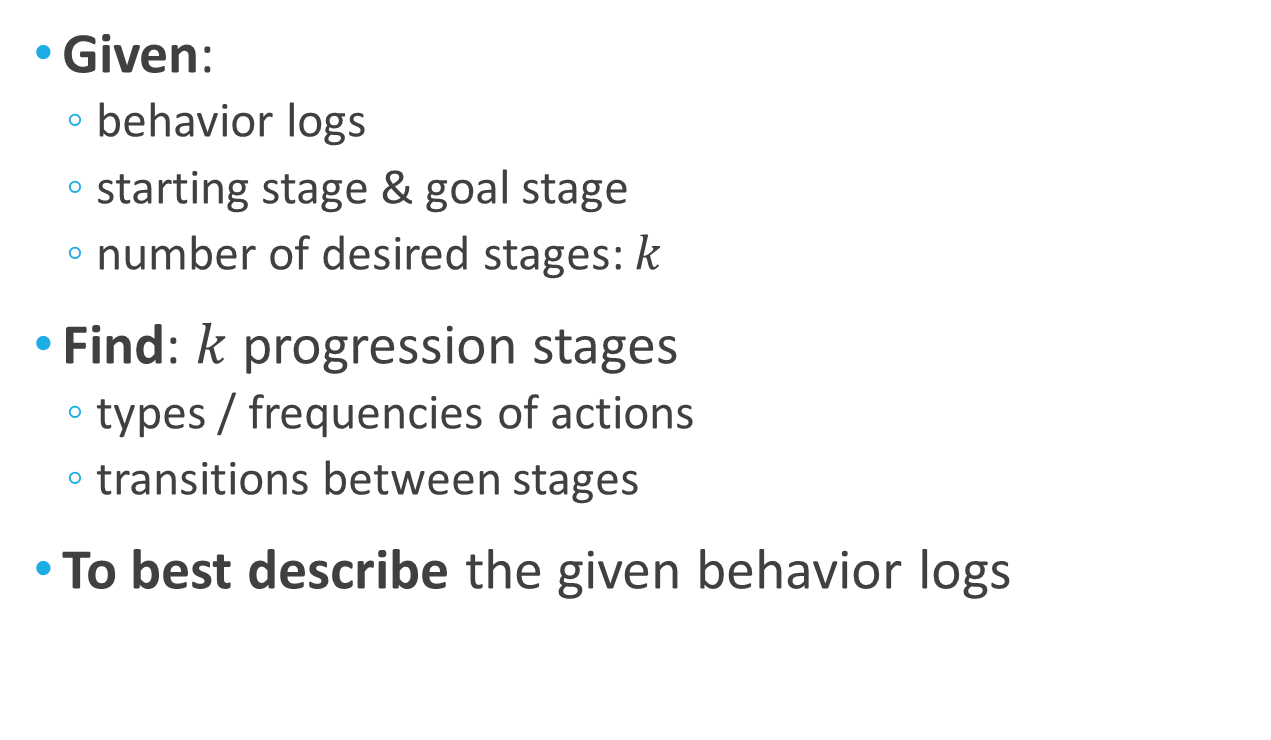 • Given:
◦ behavior logs
◦ starting stage & goal stage
◦ number of desired stages: k
• Find: k progression stages
◦ types / frequencies of actions
◦ transitions between stages
• To best describe the given behavior logs